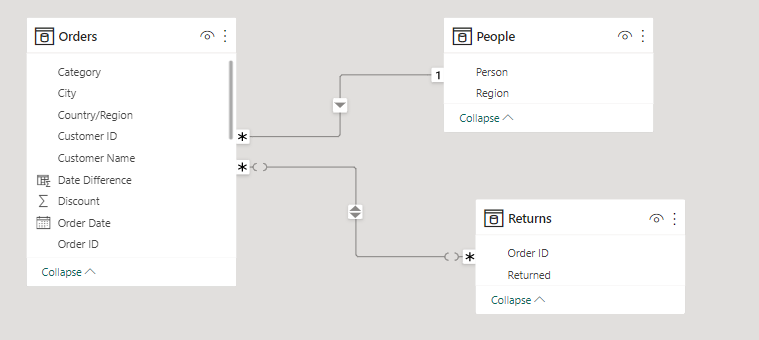 Orders
Category
City
Country/Region
Customer ID
Customer Name
Date Difference
Discount
Order Date
Order ID
Collapse
People
Person
Region
Collapse
1
*
*
*
Returns
Order ID
Returned
Collapse